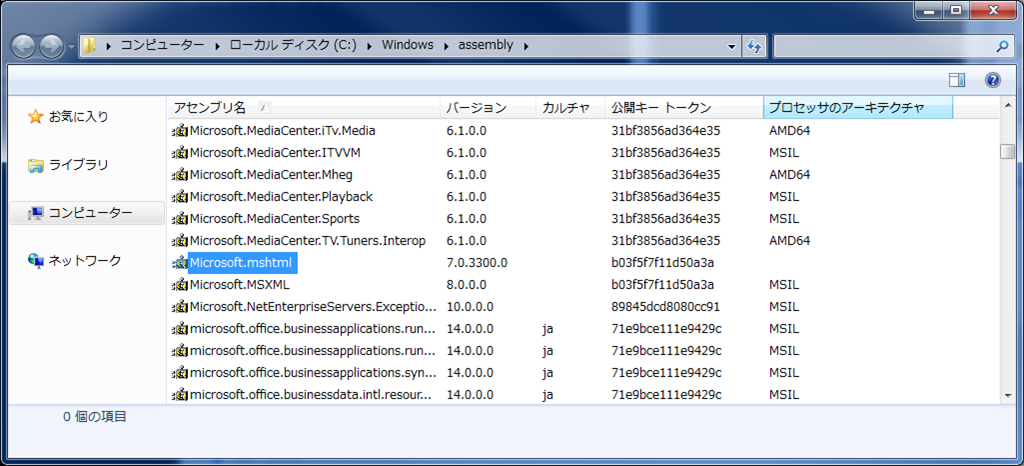 コンピューター ▸ ローカル ディスク (C:) ▸ Windows ▸ assembly ▸
お気に入り
ライブラリ
コンピューター
ネットワーク
アセンブリ名 バージョン カルチャ 公開キー トークン プロセッサのアーキテクチャ
Microsoft.MediaCenter.iTv.Media 6.1.0.0 31bf3856ad364e35 AMD64
Microsoft.MediaCenter.ITVVM 6.1.0.0 31bf3856ad364e35 MSIL
Microsoft.MediaCenter.Mheg 6.1.0.0 31bf3856ad364e35 AMD64
Microsoft.MediaCenter.Playback 6.1.0.0 31bf3856ad364e35 MSIL
Microsoft.MediaCenter.Sports 6.1.0.0 31bf3856ad364e35 MSIL
Microsoft.MediaCenter.TV.Tuners.Interop 6.1.0.0 31bf3856ad364e35 AMD64
Microsoft.mshtml 7.0.3300.0 b03f5f7f11d50a3a
Microsoft.MSXML 8.0.0.0 b03f5f7f11d50a3a MSIL
Microsoft.NetEnterpriseServers.Exceptio... 10.0.0.0 89845dcd8080cc91 MSIL
microsoft.office.businessapplications.run... 14.0.0.0 ja 71e9bce111e9429c MSIL
microsoft.office.businessapplications.run... 14.0.0.0 ja 71e9bce111e9429c MSIL
microsoft.office.businessapplications.syn... 14.0.0.0 ja 71e9bce111e9429c MSIL
microsoft.office.businessdata.intl.resour... 14.0.0.0 ja 71e9bce111e9429c MSIL
0 個の項目